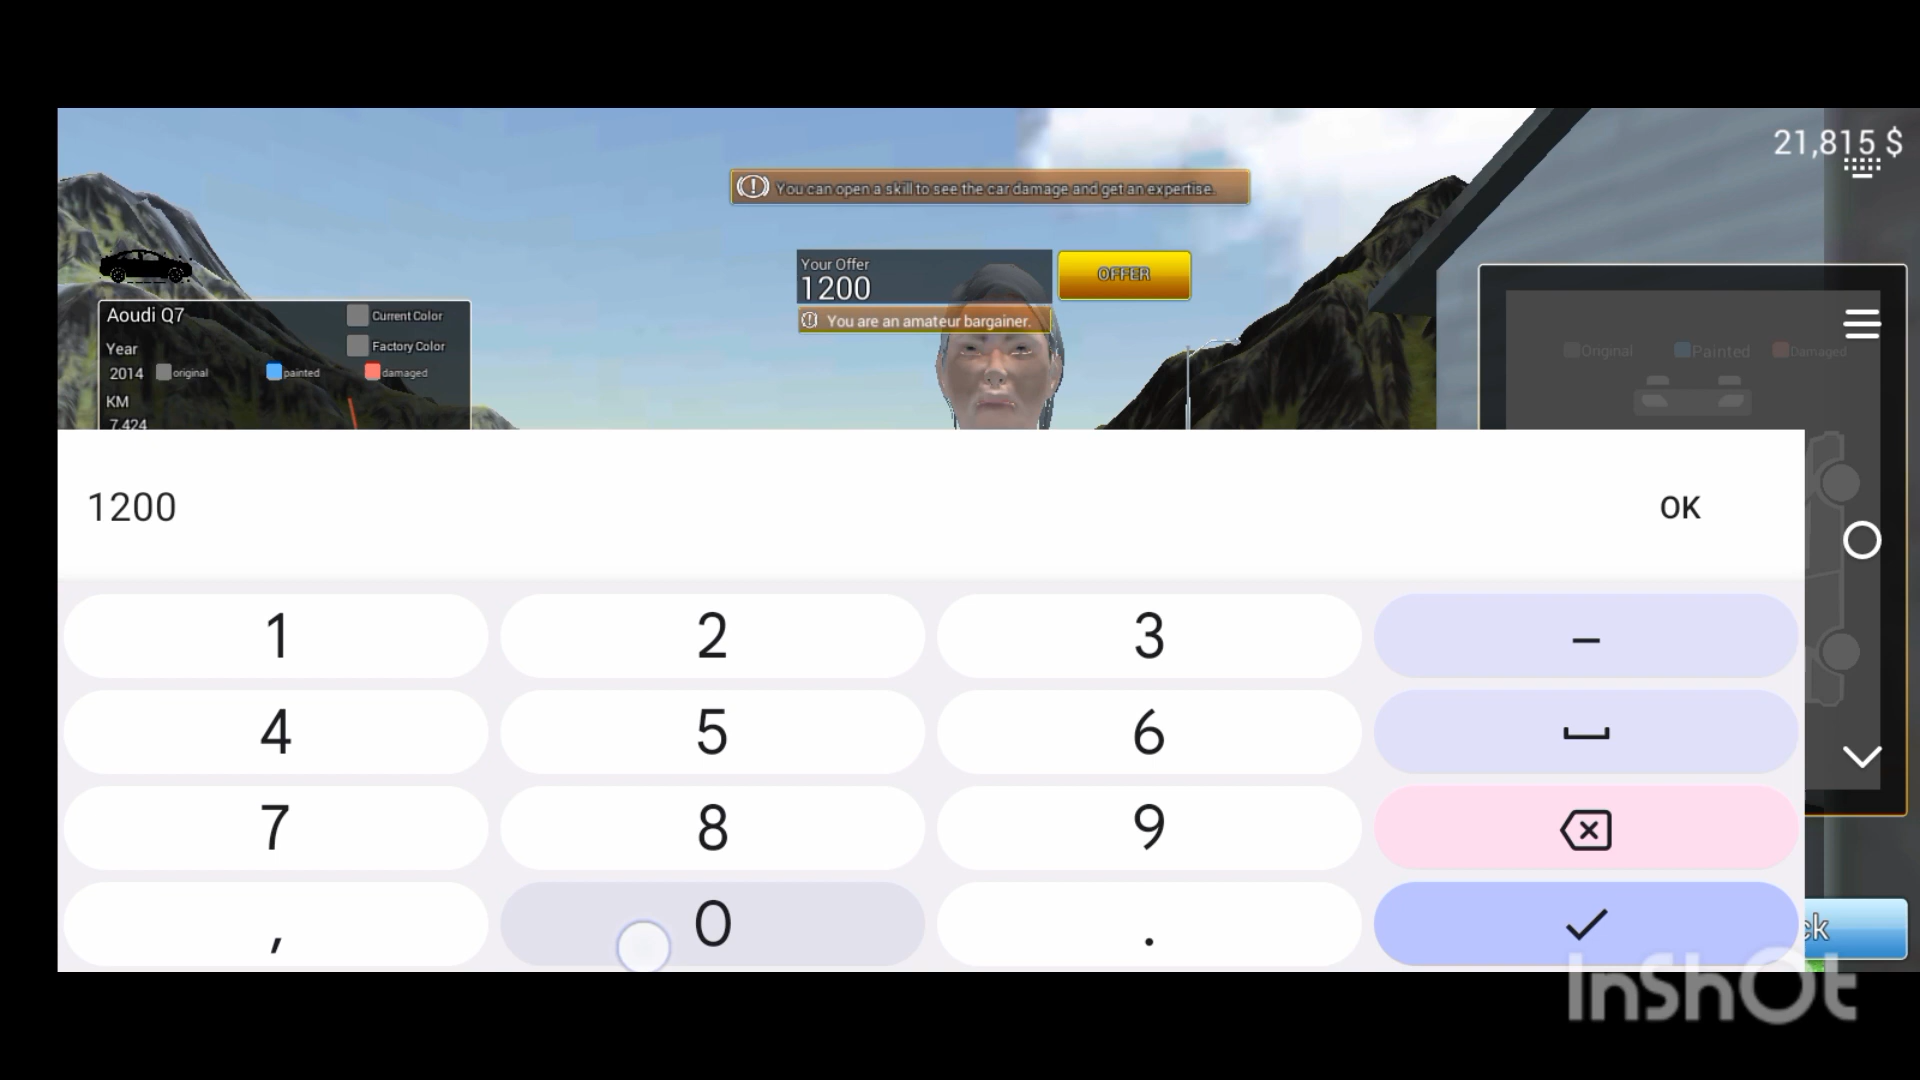 21,815 $
You can open a skill to see the car damage and get an expertise.
Your Offer
1200
OFFER
You are an amateur bargainer.
Aoudi Q7
Current Color
Year
Factory Color
2014
original
painted
damaged
KM
7,424
Original
Painted
Damaged
1200
OK
1
2
3
–
4
5
6
7
8
9
,
0
.
ck
InShOt